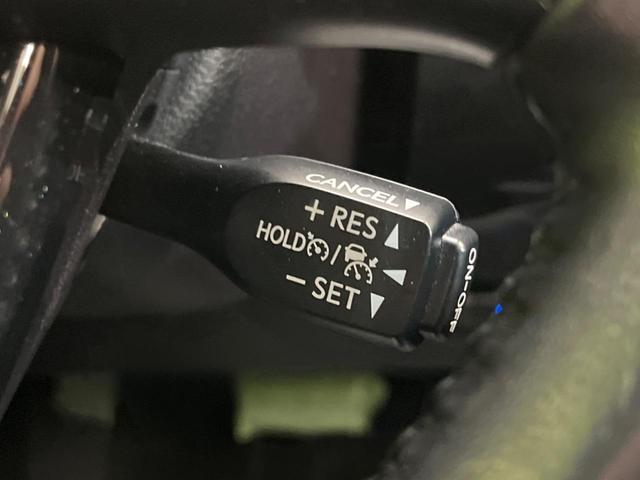 CANCEL
+ RES
HOLD /
− SET
ON-OFF